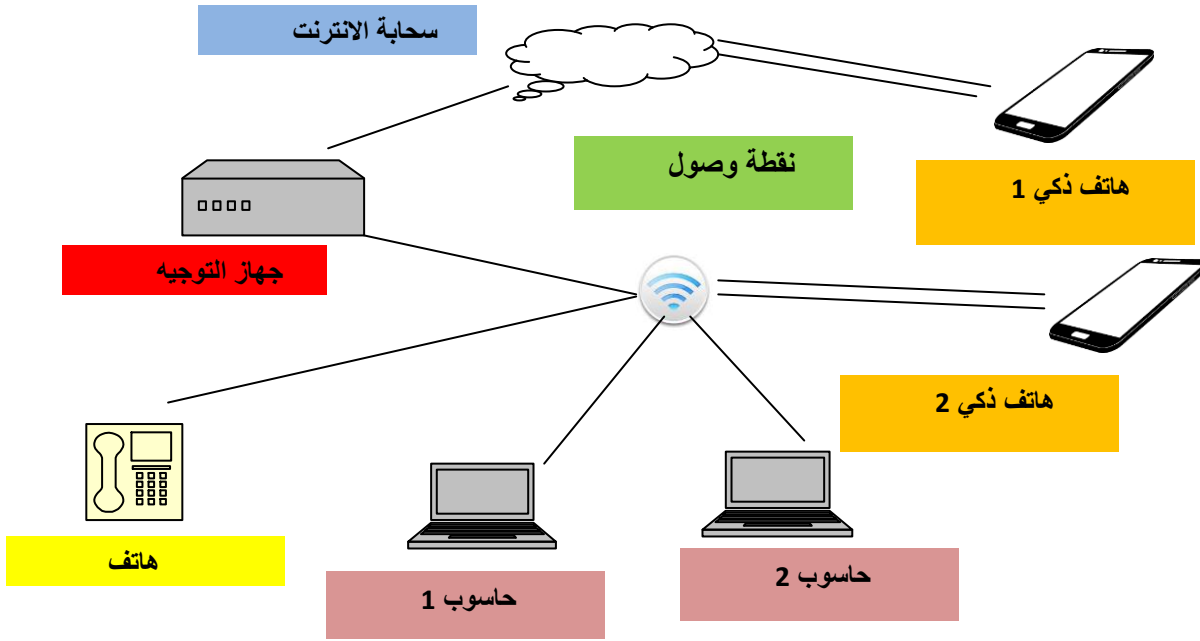 سحابة الانترنت
نقطة وصول
هاتف ذكي 1
جهاز التوجيه
هاتف ذكي 2
هاتف
حاسوب 2
حاسوب 1